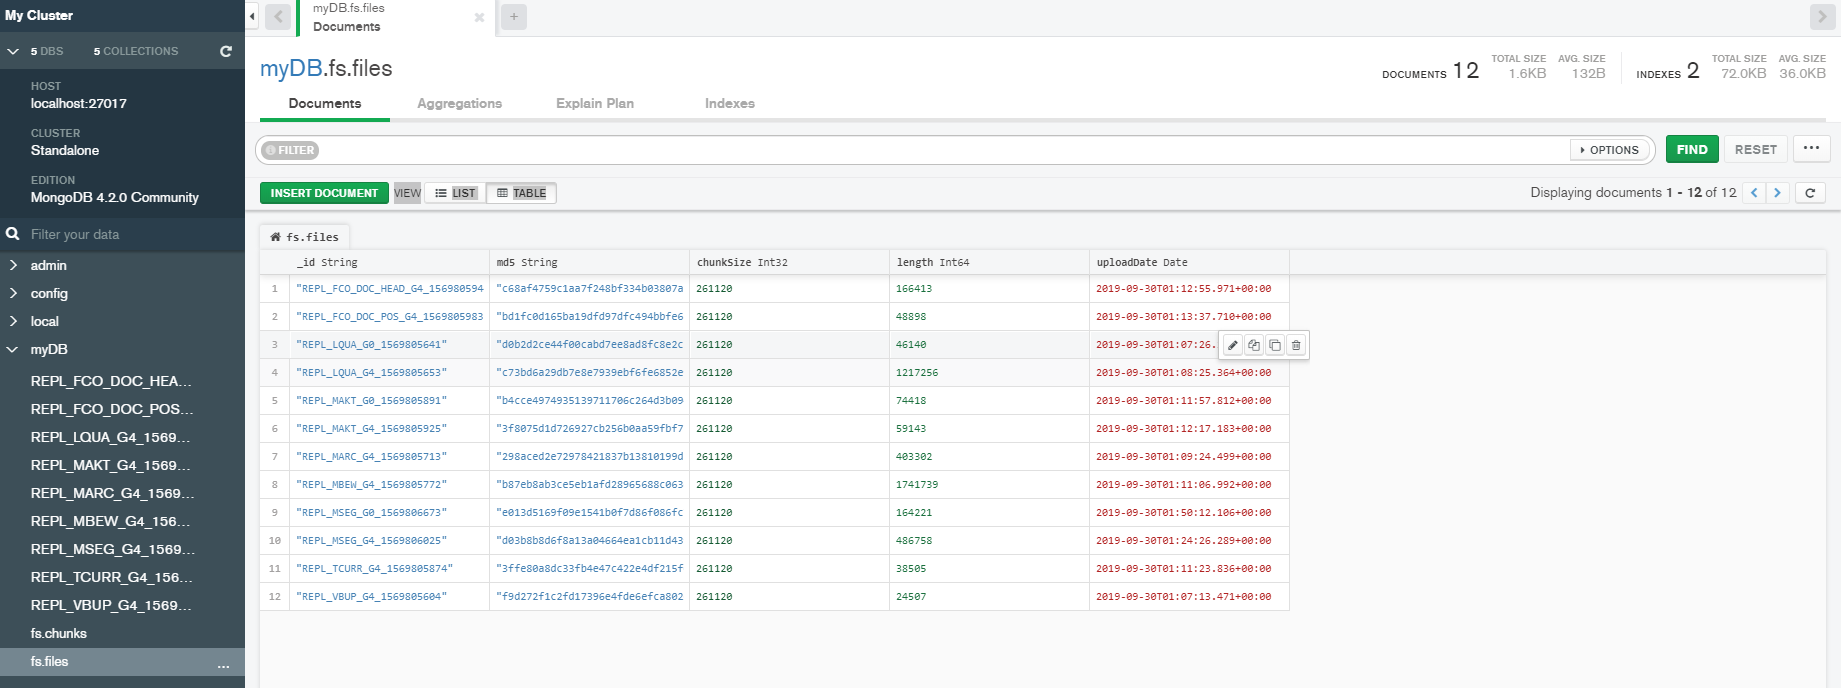 My Cluster
5 DBS 5 COLLECTIONS
HOST
localhost:27017
CLUSTER
Standalone
EDITION
MongoDB 4.2.0 Community
Filter your data
admin
config
local
myDB
REPL_FCO_DOC_HEA...
REPL_FCO_DOC_POS...
REPL_LQUA_G4_1569...
REPL_MAKT_G4_1569...
REPL_MARC_G4_1569...
REPL_MBEW_G4_156...
REPL_MSEG_G4_1569...
REPL_TCURR_G4_156...
REPL_VBUP_G4_1569...
fs.chunks
fs.files ...
myDB.fs.files
Documents
myDB.fs.files
DOCUMENTS 12 TOTAL SIZE 1.6KB AVG. SIZE 132B INDEXES 2 TOTAL SIZE 72.0KB AVG. SIZE 36.0KB
Documents Aggregations Explain Plan Indexes
FILTER OPTIONS FIND RESET ...
INSERT DOCUMENT VIEW LIST TABLE Displaying documents 1 - 12 of 12
fs.files
_id String md5 String chunkSize Int32 length Int64 uploadDate Date
1 "REPL_FCO_DOC_HEAD_G4_156980594 "c68af4759c1aa7f248bf334b03807a 261120 166413 2019-09-30T01:12:55.971+00:00
2 "REPL_FCO_DOC_POS_G4_1569805983 "bd1fc0d165ba19dfd97dfc494bbfe6 261120 48898 2019-09-30T01:13:37.710+00:00
3 "REPL_LQUA_G0_1569805641" "d0b2d2ce44f00cabd7ee8ad8fc8e2c 261120 46140 2019-09-30T01:07:26.
4 "REPL_LQUA_G4_1569805653" "c73bd6a29db7e8e7939ebf6fe6852e 261120 1217256 2019-09-30T01:08:25.364+00:00
5 "REPL_MAKT_G0_1569805891" "b4cce4974935139711706c264d3b09 261120 74418 2019-09-30T01:11:57.812+00:00
6 "REPL_MAKT_G4_1569805925" "3f8075d1d726927cb256b0aa59fbf7 261120 59143 2019-09-30T01:12:17.183+00:00
7 "REPL_MARC_G4_1569805713" "298aced2e72978421837b13810199d 261120 403302 2019-09-30T01:09:24.499+00:00
8 "REPL_MBEW_G4_1569805772" "b87eb8ab3ce5eb1afd28965688c063 261120 1741739 2019-09-30T01:11:06.992+00:00
9 "REPL_MSEG_G0_1569806673" "e013d5169f09e1541b0f7d86f086fc 261120 164221 2019-09-30T01:50:12.106+00:00
10 "REPL_MSEG_G4_1569806025" "d03b8b8d6f8a13a04664ea1cb11d43 261120 486758 2019-09-30T01:24:26.289+00:00
11 "REPL_TCURR_G4_1569805874" "3ffe80a8dc33fb4e47c422e4df215f 261120 38505 2019-09-30T01:11:23.836+00:00
12 "REPL_VBUP_G4_1569805604" "f9d272f1c2fd17396e4fde6efca802 261120 24507 2019-09-30T01:07:13.471+00:00